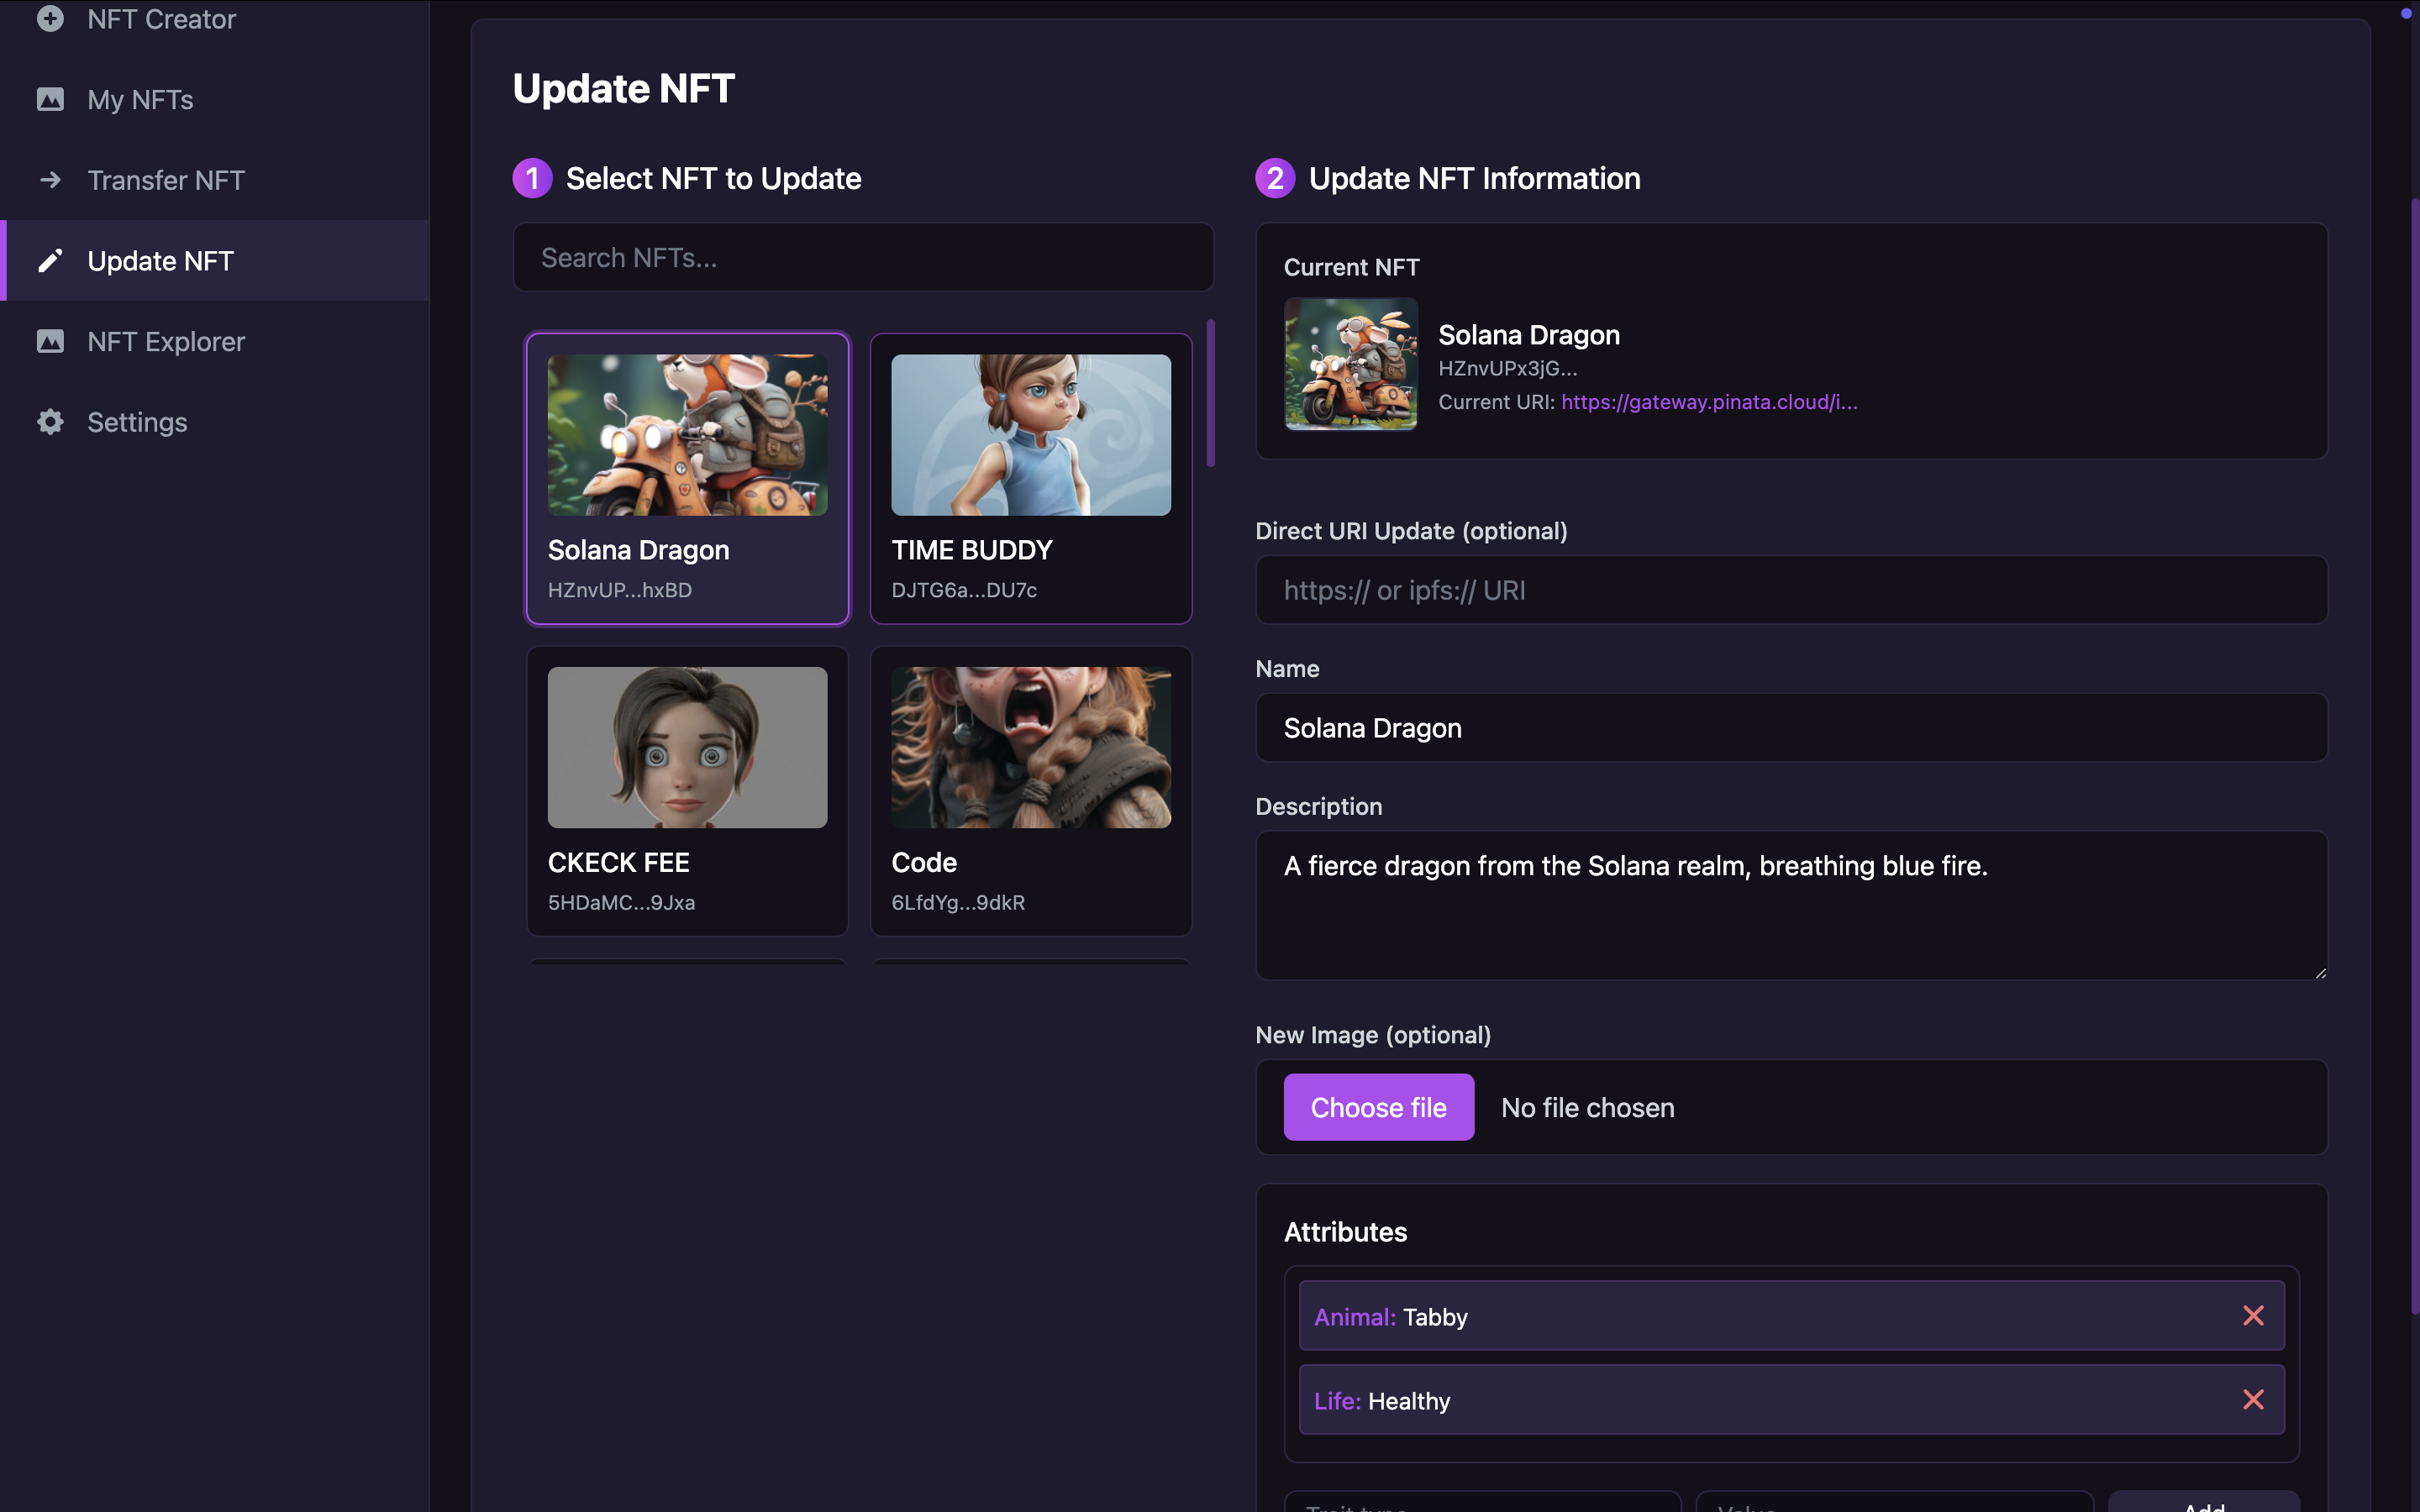 NFT Creator
My NFTs
Transfer NFT
Update NFT
NFT Explorer
Settings
Update NFT
1 Select NFT to Update
Search NFTs...
Solana Dragon
HZnvUP...hxBD
TIME BUDDY
DJTG6a...DU7c
CKECK FEE
5HDaMC...9Jxa
Code
6LfdYg...9dkR
2 Update NFT Information
Current NFT
Solana Dragon
HZnvUPx3jG...
Current URI: https://gateway.pinata.cloud/i...
Direct URI Update (optional)
https:// or ipfs:// URI
Name
Solana Dragon
Description
A fierce dragon from the Solana realm, breathing blue fire.
New Image (optional)
Choose file No file chosen
Attributes
Animal: Tabby
Life: Healthy
Trait type Value Add